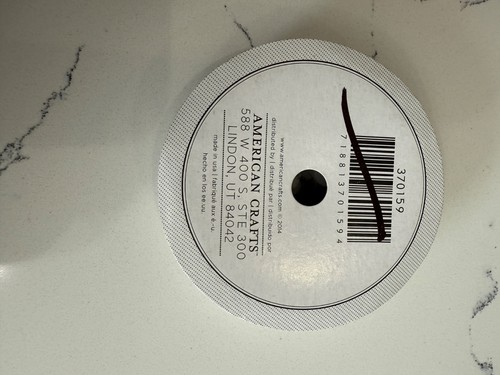 370159
7 18813 70159 4
www.americancrafts.com © 2014
distributed by | distribué par | distribuido por
AMERICAN CRAFTS™
588 W 400 S, STE 300
LINDON, UT 84042
made in usa | fabriqué aux é.-u.
hecho en los ee.uu.